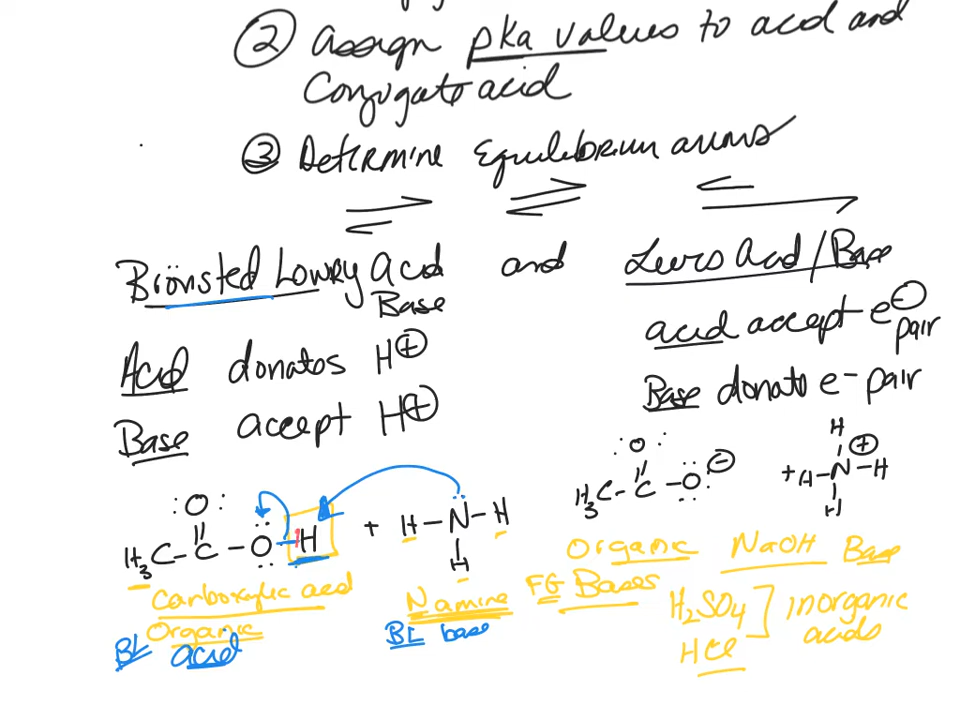 ② Assign pka values to acid and
Conjugate acid
③ Determine Equilibrium arrows
Brönsted Lowry Acid and Lewis Acid/Base
Base
acid accept e⊖
pair
Acid donates H⊕
Base donate e- pair
Base accept H⊕
H3C-C-O-H + H-N-H
O
H
H3C-C-O⊖ + H-N-H ⊕
O
H
H
Carboxylic acid
Organic
BL acid
N amine
BL base
Organic NaOH Base
FG Bases
H2SO4 ] inorganic
HCl acids